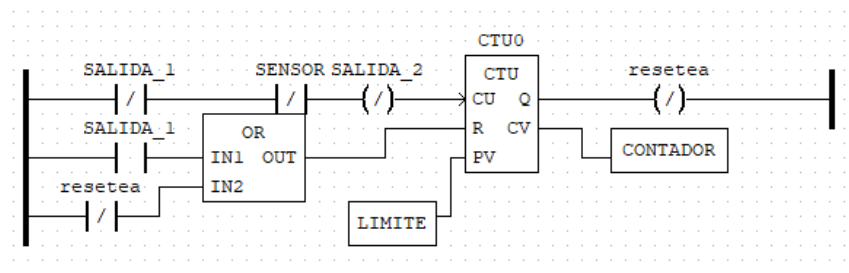 CTU0
SALIDA_1 SENSOR SALIDA_2 CTU resetea
/ / (/) CU Q (/)
SALIDA_1 OR R CV CONTADOR
IN1 OUT PV
resetea IN2
/ LIMITE